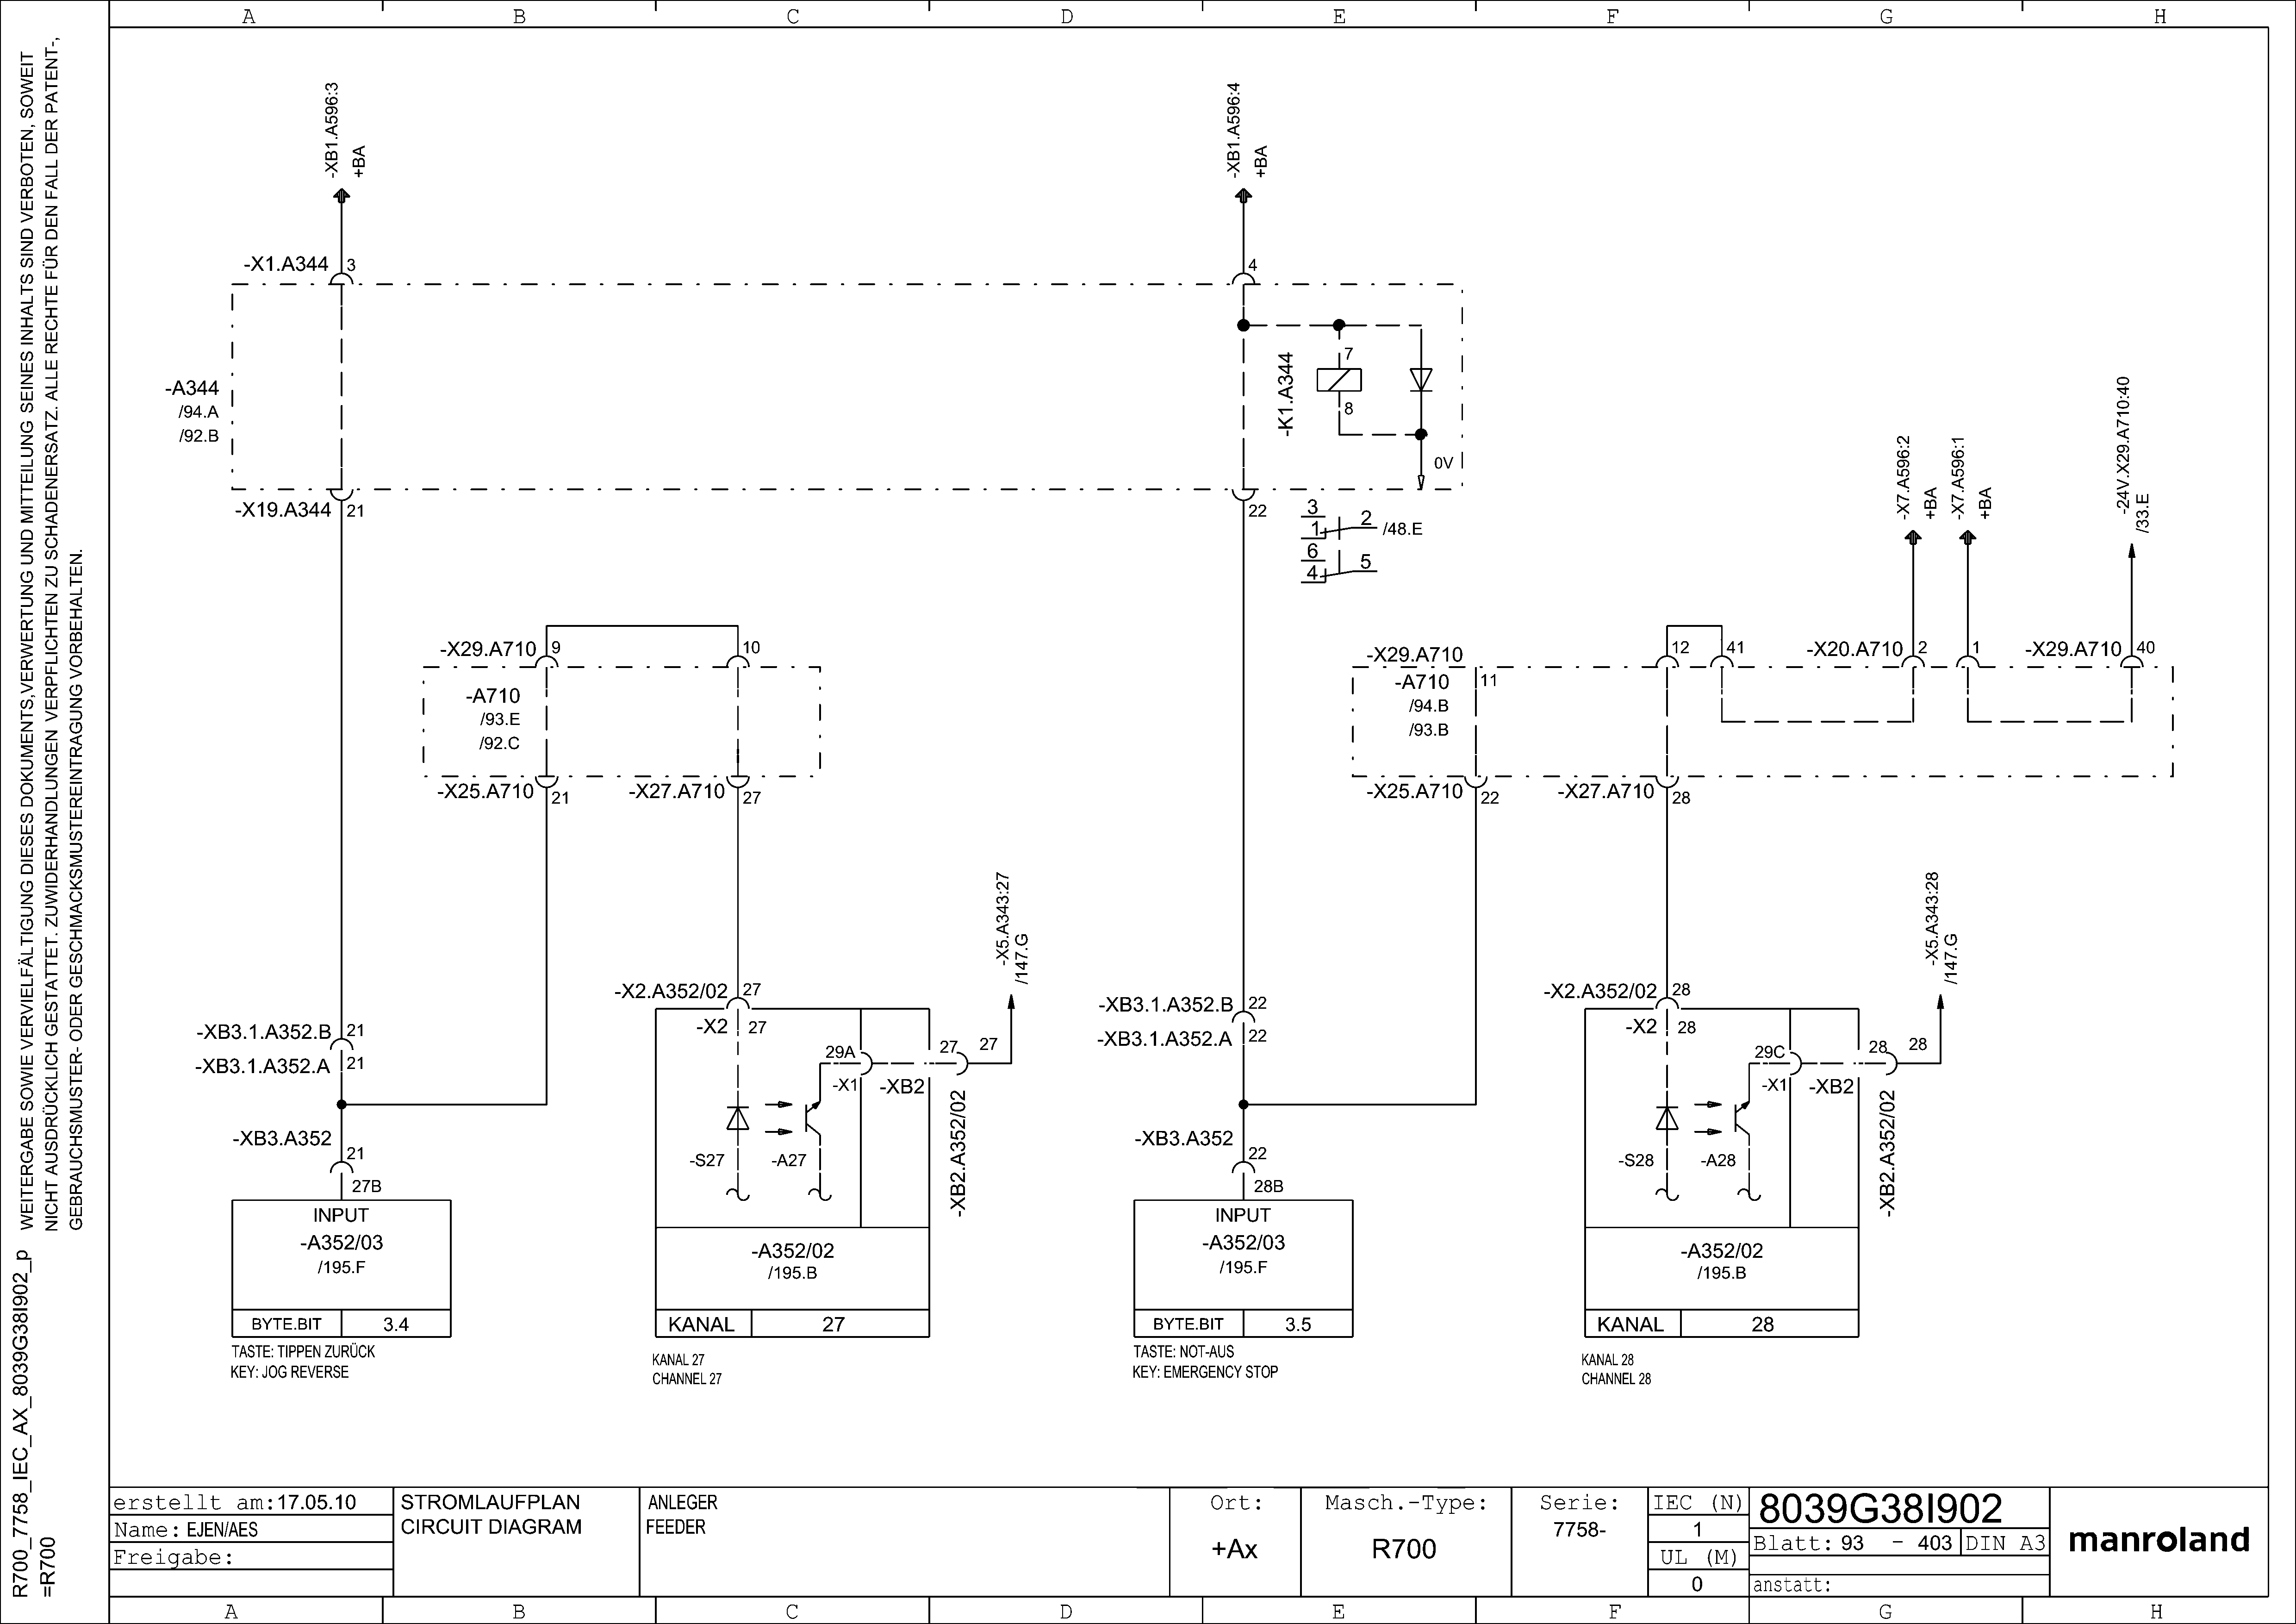 A B C D E F G H
WEITERGABE SOWIE VERVIELFÄLTIGUNG DIESES DOKUMENTS,VERWERTUNG UND MITTEILUNG SEINES INHALTS SIND VERBOTEN, SOWEIT
NICHT AUSDRÜCKLICH GESTATTET. ZUWIDERHANDLUNGEN VERPFLICHTEN ZU SCHADENERSATZ. ALLE RECHTE FÜR DEN FALL DER PATENT-,
GEBRAUCHSMUSTER- ODER GESCHMACKSMUSTEREINTRAGUNG VORBEHALTEN.
R700_7758_IEC_AX_8039G38I902_p
=R700
-XB1.A596:3
+BA
-XB1.A596:4
+BA
-X1.A344 3
4
-A344
/94.A
/92.B
-K1.A344
7
8
0V
-X19.A344 21
22
3
1 2 /48.E
6
4 5
-X7.A596:2
+BA
-X7.A596:1
+BA
-24V.X29.A710:40
/33.E
-X29.A710 9
10
-A710
/93.E
/92.C
-X25.A710 21
-X27.A710 27
-X29.A710
-A710 11
/94.B
/93.B
12
41
-X20.A710 2
1
-X29.A710 40
-X25.A710 22
-X27.A710 28
-X5.A343:27
/147.G
-X5.A343:28
/147.G
-XB3.1.A352.B 21
-XB3.1.A352.A 21
-XB3.A352
21
27B
INPUT
-A352/03
/195.F
BYTE.BIT 3.4
TASTE: TIPPEN ZURÜCK
KEY: JOG REVERSE
-X2.A352/02 27
-X2 27
29A
27
27
-X1
-XB2
-XB2.A352/02
-S27
-A27
-A352/02
/195.B
KANAL 27
KANAL 27
CHANNEL 27
-XB3.1.A352.B 22
-XB3.1.A352.A 22
-XB3.A352
22
28B
INPUT
-A352/03
/195.F
BYTE.BIT 3.5
TASTE: NOT-AUS
KEY: EMERGENCY STOP
-X2.A352/02 28
-X2 28
29C
28
28
-X1
-XB2
-XB2.A352/02
-S28
-A28
-A352/02
/195.B
KANAL 28
KANAL 28
CHANNEL 28
erstellt am:17.05.10
Name: EJEN/AES
Freigabe:
STROMLAUFPLAN
CIRCUIT DIAGRAM
ANLEGER
FEEDER
Ort:
+Ax
Masch.-Type:
R700
Serie:
7758-
IEC (N)
1
UL (M)
0
8039G38I902
Blatt: 93 - 403 DIN A3
anstatt:
manroland
A B C D E F G H